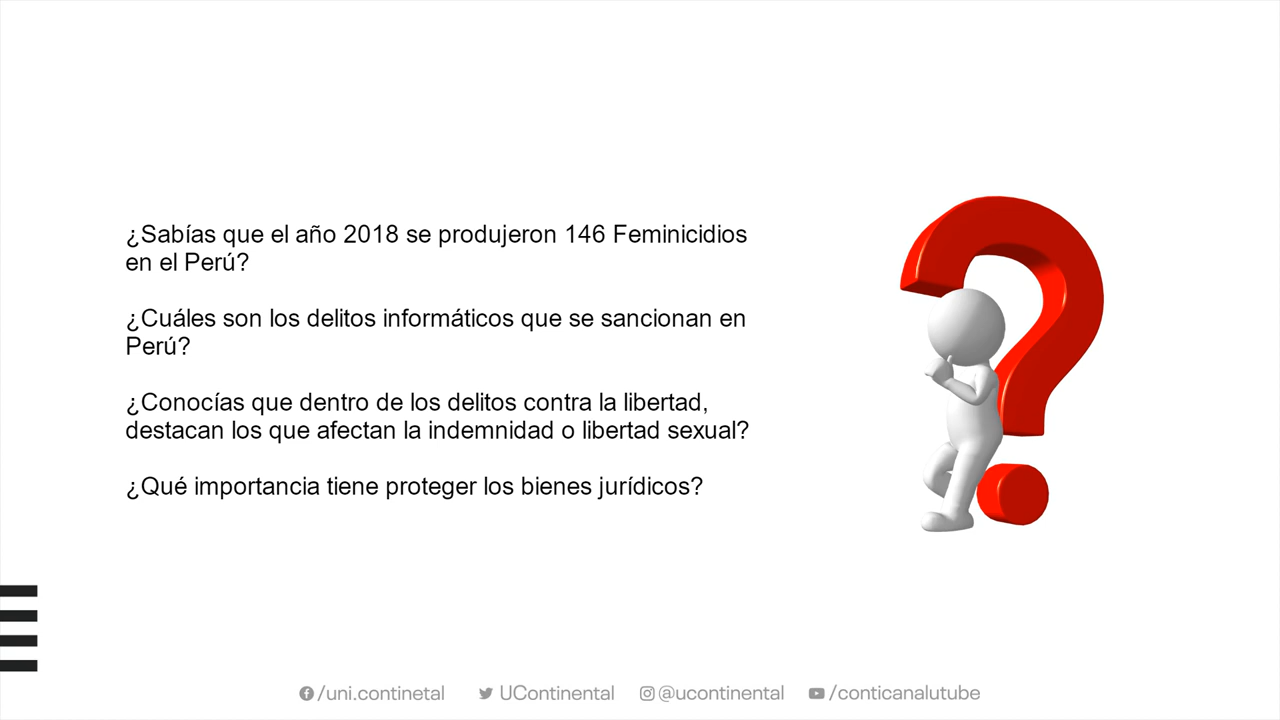 ¿Sabías que el año 2018 se produjeron 146 Feminicidios
en el Perú?
¿Cuáles son los delitos informáticos que se sancionan en
Perú?
¿Conocías que dentro de los delitos contra la libertad,
destacan los que afectan la indemnidad o libertad sexual?
¿Qué importancia tiene proteger los bienes jurídicos?
/uni.continetal UContinental @ucontinental /conticanalutube